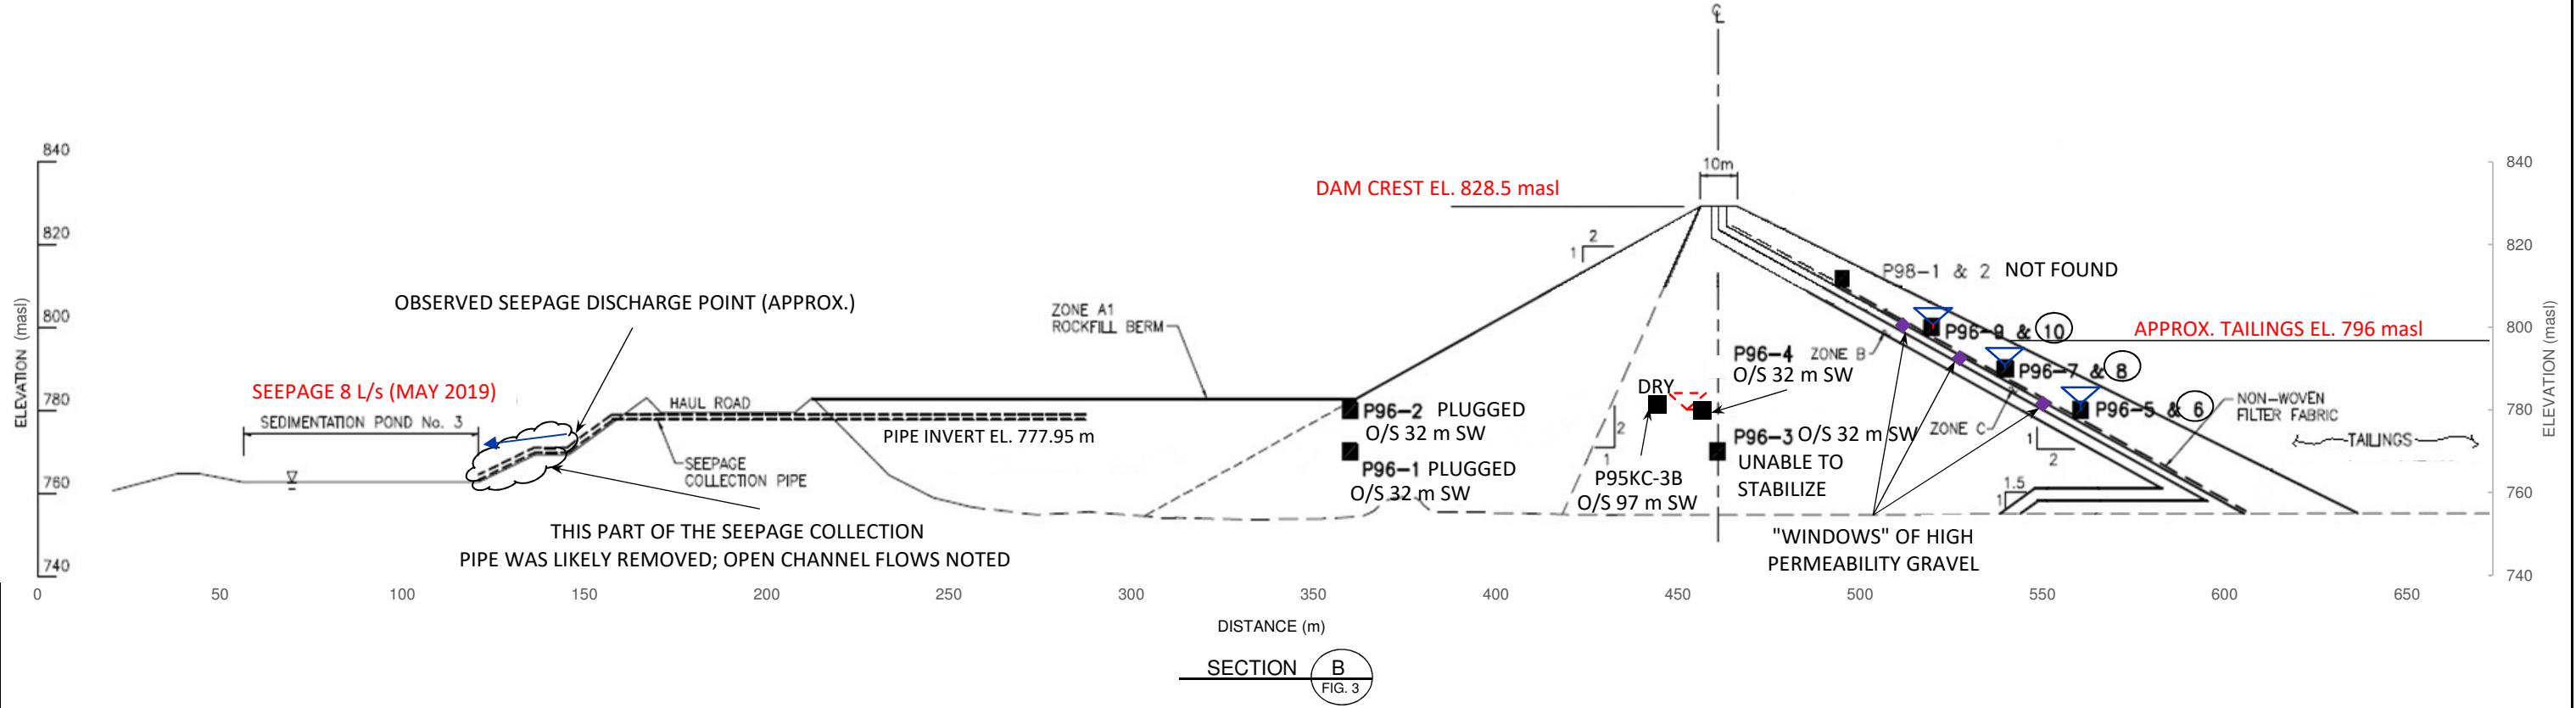 ℄
840
10m
840
DAM CREST EL. 828.5 masl
820
2
1
820
P98-1 & 2 NOT FOUND
OBSERVED SEEPAGE DISCHARGE POINT (APPROX.)
ZONE A1
ROCKFILL BERM
800
P96-9 & 10
APPROX. TAILINGS EL. 796 masl
800
ELEVATION (masl)
ELEVATION (masl)
P96-4
O/S 32 m SW
ZONE B
P96-7 & 8
SEEPAGE 8 L/s (MAY 2019)
SEDIMENTATION POND No. 3
780
HAUL ROAD
PIPE INVERT EL. 777.95 m
P96-2 PLUGGED
O/S 32 m SW
DRY
P96-5 & 6
NON-WOVEN
FILTER FABRIC
780
ZONE C
1
2
TAILINGS
2
1
P96-3 O/S 32 m SW
UNABLE TO
STABILIZE
SEEPAGE
COLLECTION PIPE
P96-1 PLUGGED
O/S 32 m SW
P95KC-3B
O/S 97 m SW
1.5
1
760
760
THIS PART OF THE SEEPAGE COLLECTION
PIPE WAS LIKELY REMOVED; OPEN CHANNEL FLOWS NOTED
"WINDOWS" OF HIGH
PERMEABILITY GRAVEL
740
740
0 50 100 150 200 250 300 350 400 450 500 550 600 650
DISTANCE (m)
SECTION B
FIG. 3